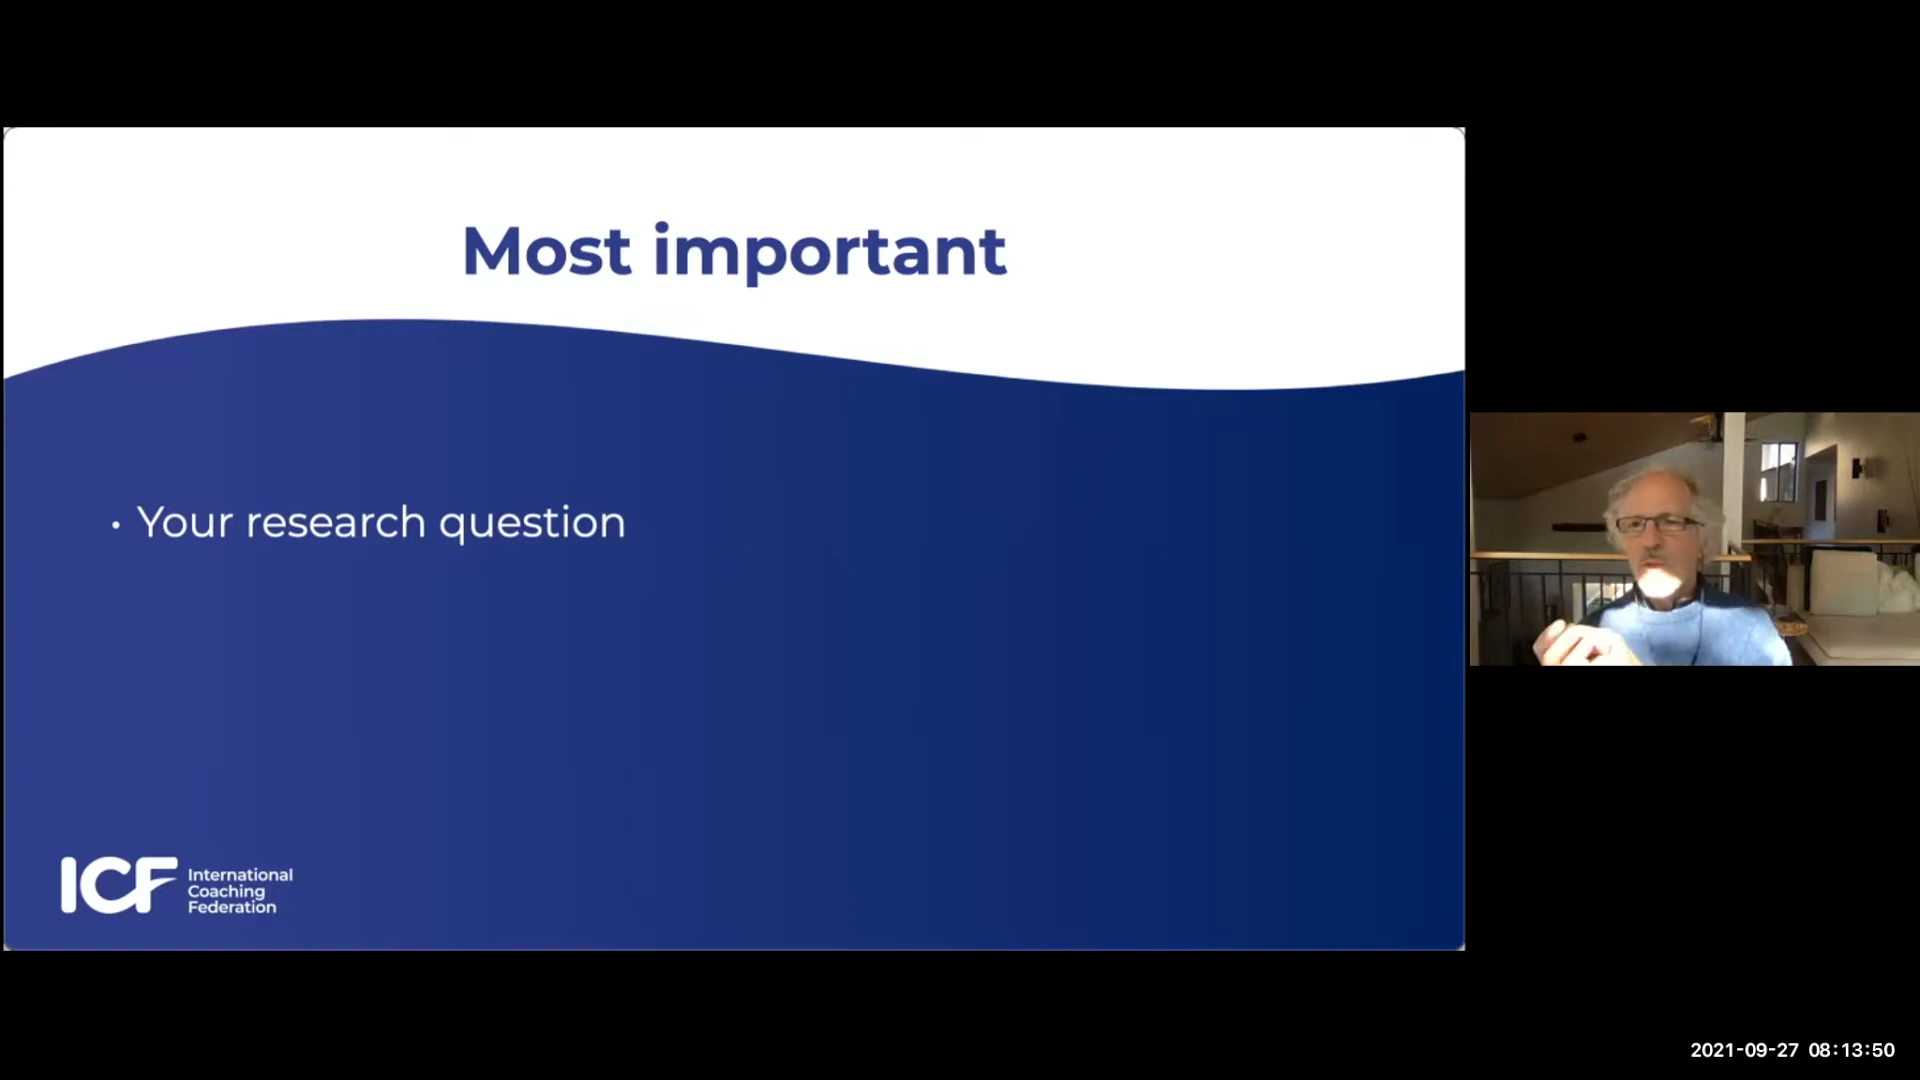 Most important
• Your research question
ICF
International
Coaching
Federation
2021-09-27 08:13:50